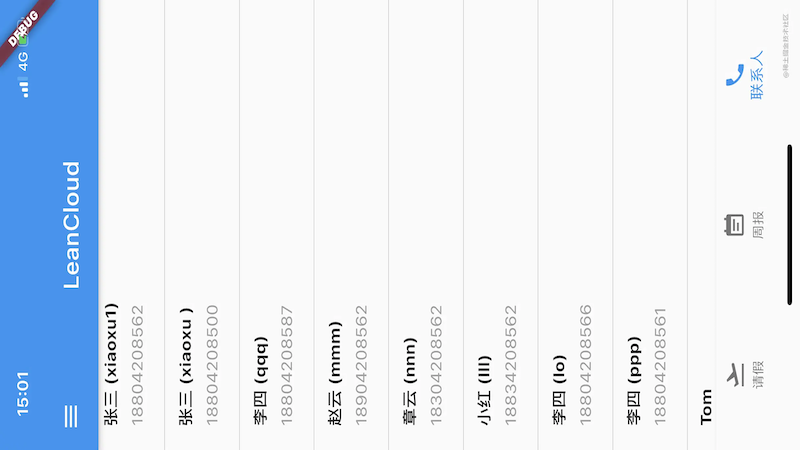 DEBUG
15:01
4G
LeanCloud
张三 (xiaoxu1)
18804208562
张三 (xiaoxu )
18804208500
李四 (qqq)
18804208587
赵云 (mmm)
18904208562
章云 (nnn)
18304208562
小红 (lll)
18834208562
李四 (lo)
18804208566
李四 (ppp)
18804208561
Tom
请假
周报
联系人
@稀土掘金技术社区